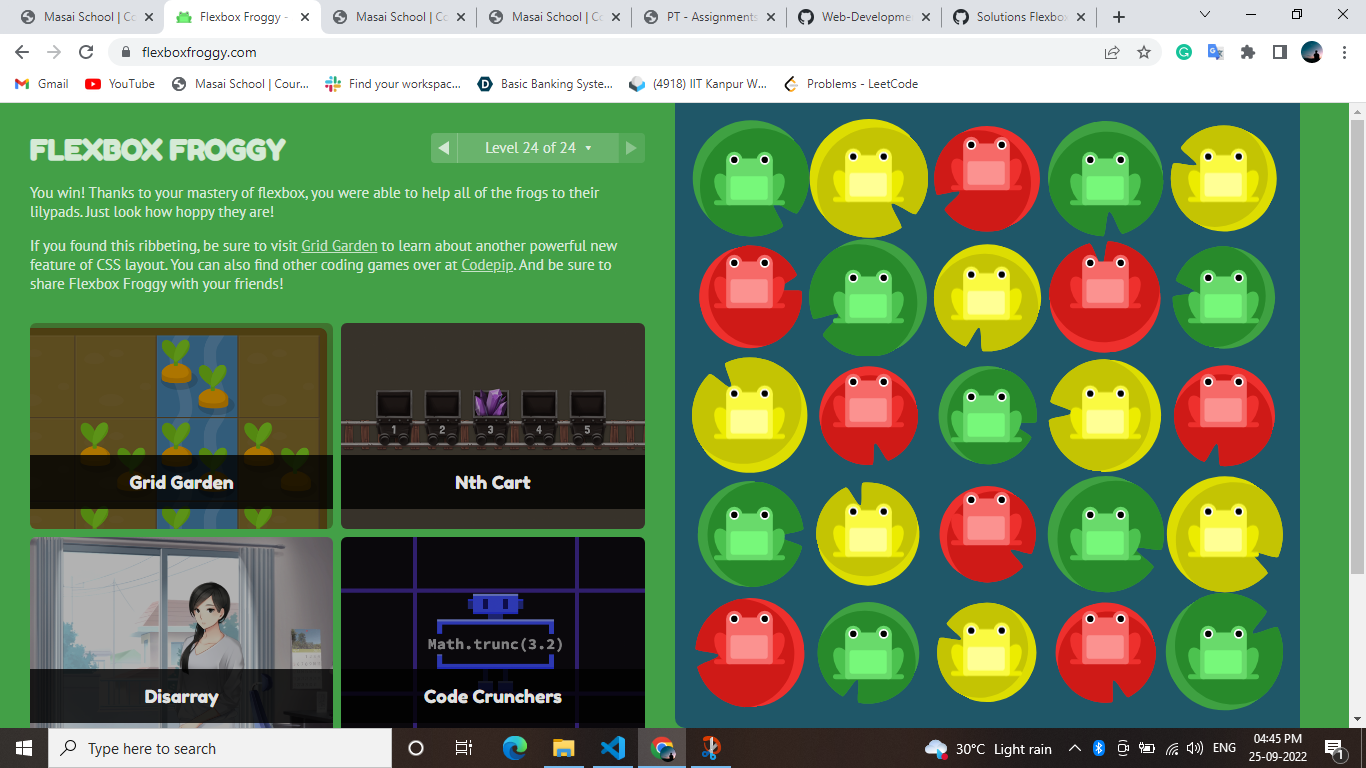 Masai School | Co
Flexbox Froggy -
Masai School | Co
Masai School | Co
PT - Assignments
Web-Developme
Solutions Flexbo
flexboxfroggy.com
Gmail
YouTube
Masai School | Cour...
Find your workspac...
Basic Banking Syste...
(4918) IIT Kanpur W...
Problems - LeetCode
FLEXBOX FROGGY
Level 24 of 24
You win! Thanks to your mastery of flexbox, you were able to help all of the frogs to their
lilypads. Just look how hoppy they are!
If you found this ribbeting, be sure to visit Grid Garden to learn about another powerful new
feature of CSS layout. You can also find other coding games over at Codepip. And be sure to
share Flexbox Froggy with your friends!
Grid Garden
1 2 3 4 5
Nth Cart
Disarray
Math.trunc(3.2)
Code Crunchers
Type here to search
30°C Light rain
ENG
04:45 PM
25-09-2022
1